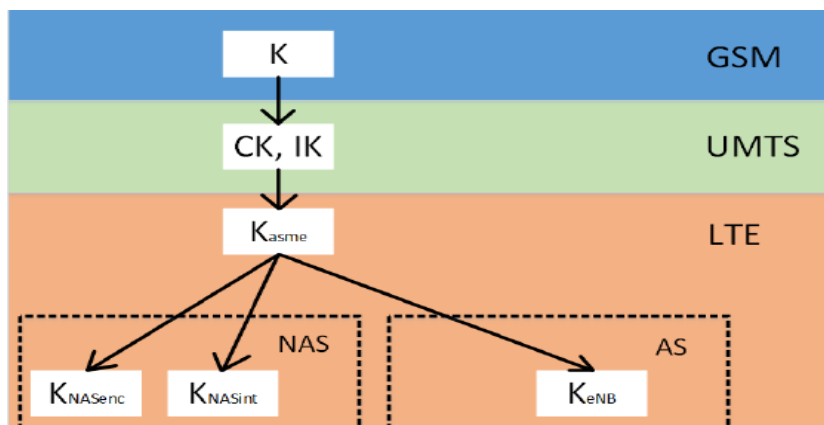 K
GSM
CK, IK
UMTS
Kasme
LTE
NAS
AS
KNASenc
KNASint
KeNB